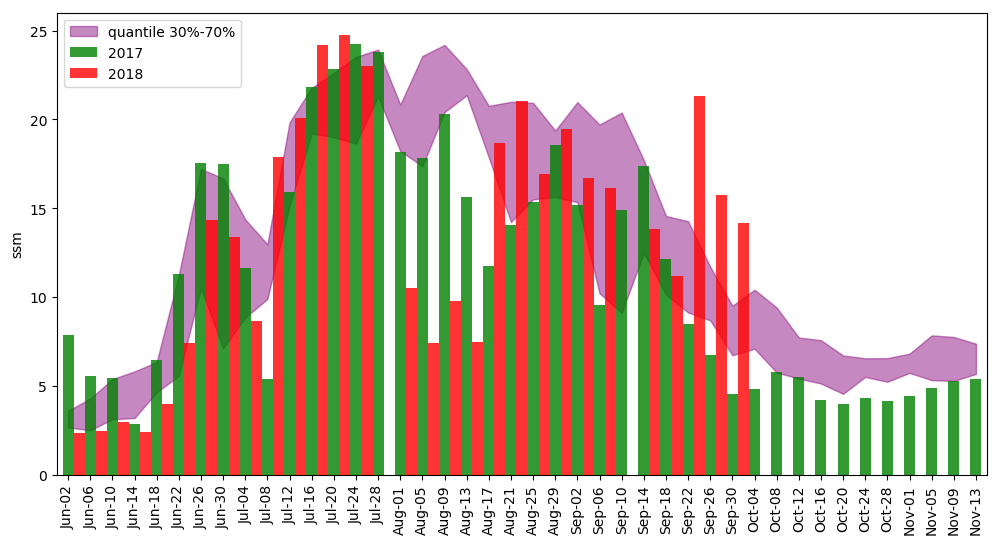 25
20
15
10
5
0
ssm
quantile 30%-70%
2017
2018
Jun-02
Jun-06
Jun-10
Jun-14
Jun-18
Jun-22
Jun-26
Jun-30
Jul-04
Jul-08
Jul-12
Jul-16
Jul-20
Jul-24
Jul-28
Aug-01
Aug-05
Aug-09
Aug-13
Aug-17
Aug-21
Aug-25
Aug-29
Sep-02
Sep-06
Sep-10
Sep-14
Sep-18
Sep-22
Sep-26
Sep-30
Oct-04
Oct-08
Oct-12
Oct-16
Oct-20
Oct-24
Oct-28
Nov-01
Nov-05
Nov-09
Nov-13